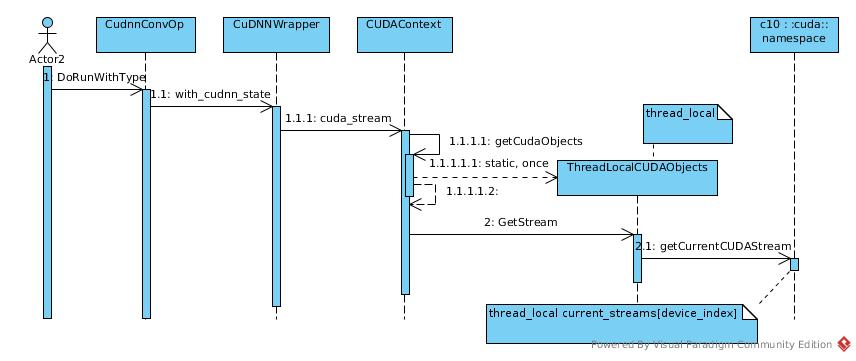 CudnnConvOp
CuDNNWrapper
CUDAContext
c10 : :cuda::
namespace
Actor2
1: DoRunWithType
1.1: with_cudnn_state
1.1.1: cuda_stream
thread_local
1.1.1.1: getCudaObjects
1.1.1.1.1: static, once
ThreadLocalCUDAObjects
1.1.1.1.2:
2: GetStream
2.1: getCurrentCUDAStream
thread_local current_streams[device_index]
Powered By Visual Paradigm Community Edition